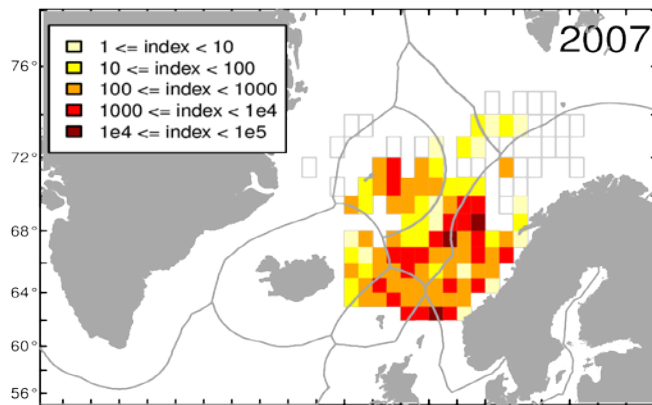 2007
1 <= index < 10
10 <= index < 100
100 <= index < 1000
1000 <= index < 1e4
1e4 <= index < 1e5
76°
72°
68°
64°
60°
56°